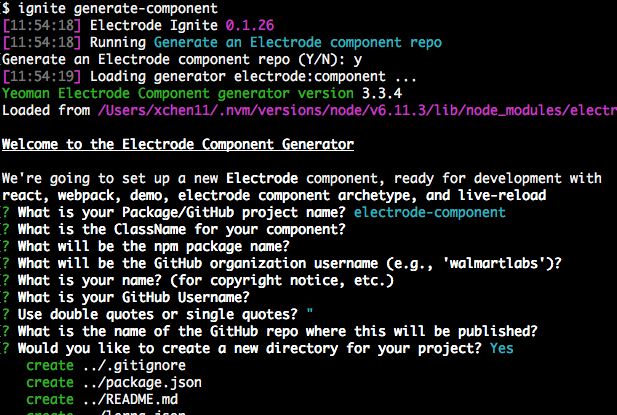 $ ignite generate-component
[11:54:18] Electrode Ignite 0.1.26
[11:54:18] Running Generate an Electrode component repo
Generate an Electrode component repo (Y/N): y
[11:54:19] Loading generator electrode:component ...
Yeoman Electrode Component generator version 3.3.4
Loaded from /Users/xchen11/.nvm/versions/node/v6.11.3/lib/node_modules/electr
Welcome to the Electrode Component Generator
We're going to set up a new Electrode component, ready for development with
react, webpack, demo, electrode component archetype, and live-reload
? What is your Package/GitHub project name? electrode-component
? What is the ClassName for your component?
? What will be the npm package name?
? What will be the GitHub organization username (e.g., 'walmartlabs')?
? What is your name? (for copyright notice, etc.)
? What is your GitHub Username?
? Use double quotes or single quotes? "
? What is the name of the GitHub repo where this will be published?
? Would you like to create a new directory for your project? Yes
create ../.gitignore
create ../package.json
create ../README.md
create ../lerna.json